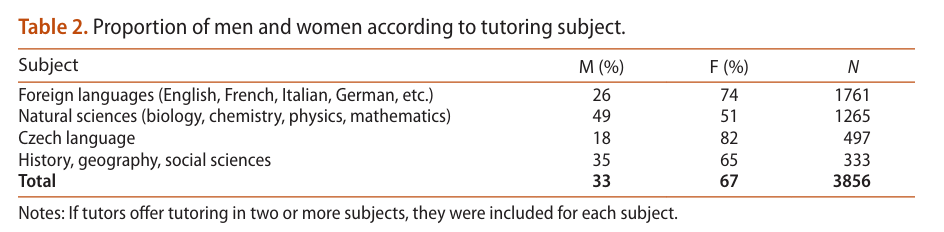 Table 2. Proportion of men and women according to tutoring subject.
Subject M (%) F (%) N
Foreign languages (English, French, Italian, German, etc.) 26 74 1761
Natural sciences (biology, chemistry, physics, mathematics) 49 51 1265
Czech language 18 82 497
History, geography, social sciences 35 65 333
Total 33 67 3856
Notes: If tutors offer tutoring in two or more subjects, they were included for each subject.